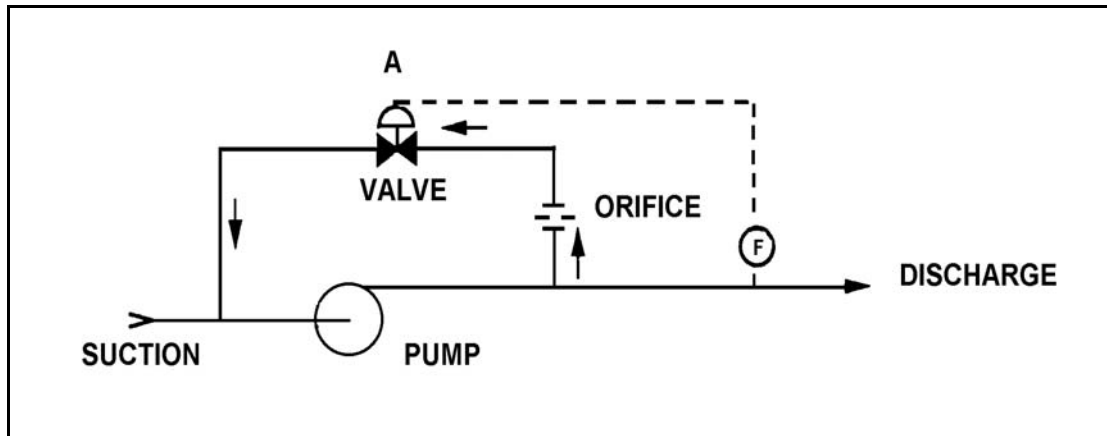 A
VALVE
ORIFICE
F
DISCHARGE
SUCTION
PUMP